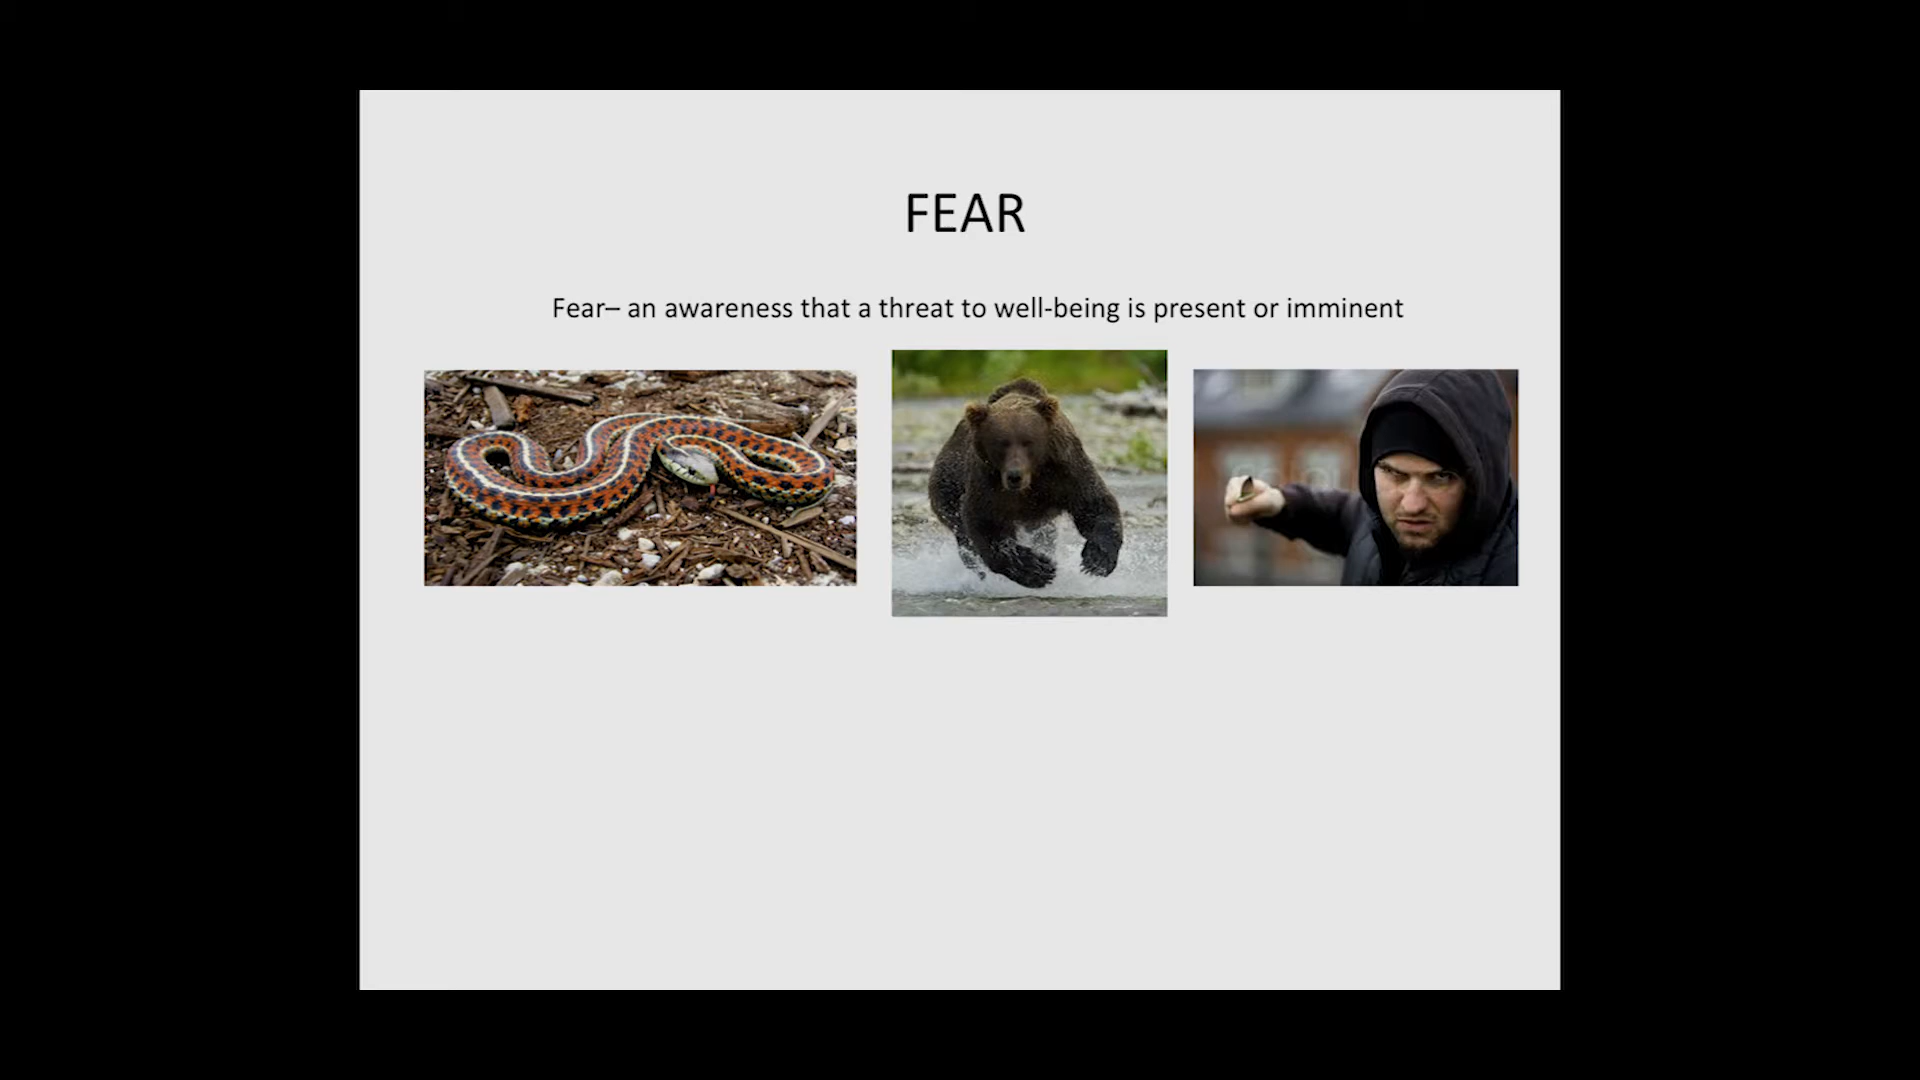 FEAR
Fear– an awareness that a threat to well-being is present or imminent